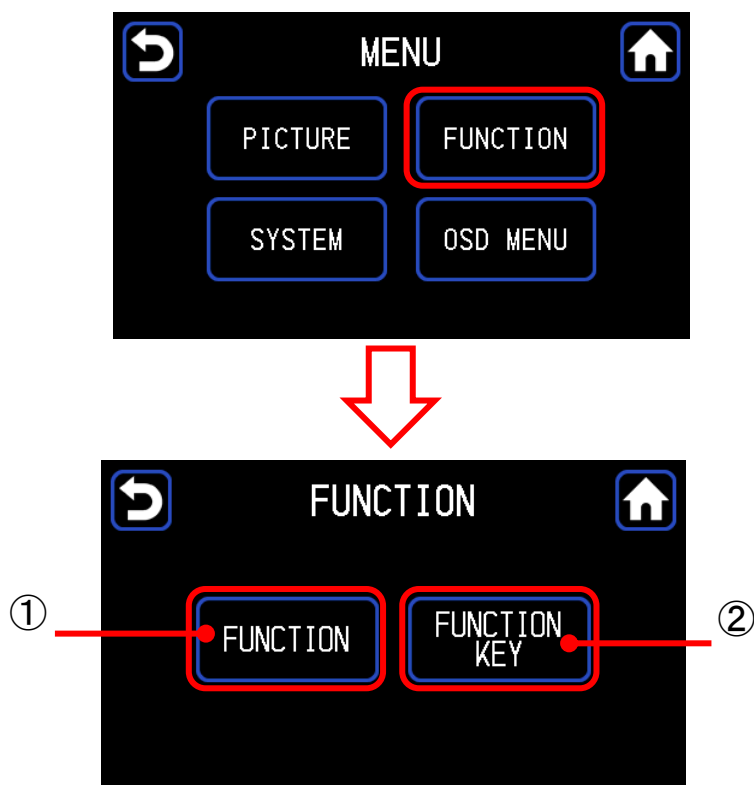 MENU
PICTURE
FUNCTION
SYSTEM
OSD MENU
FUNCTION
①
FUNCTION
FUNCTION
KEY
②